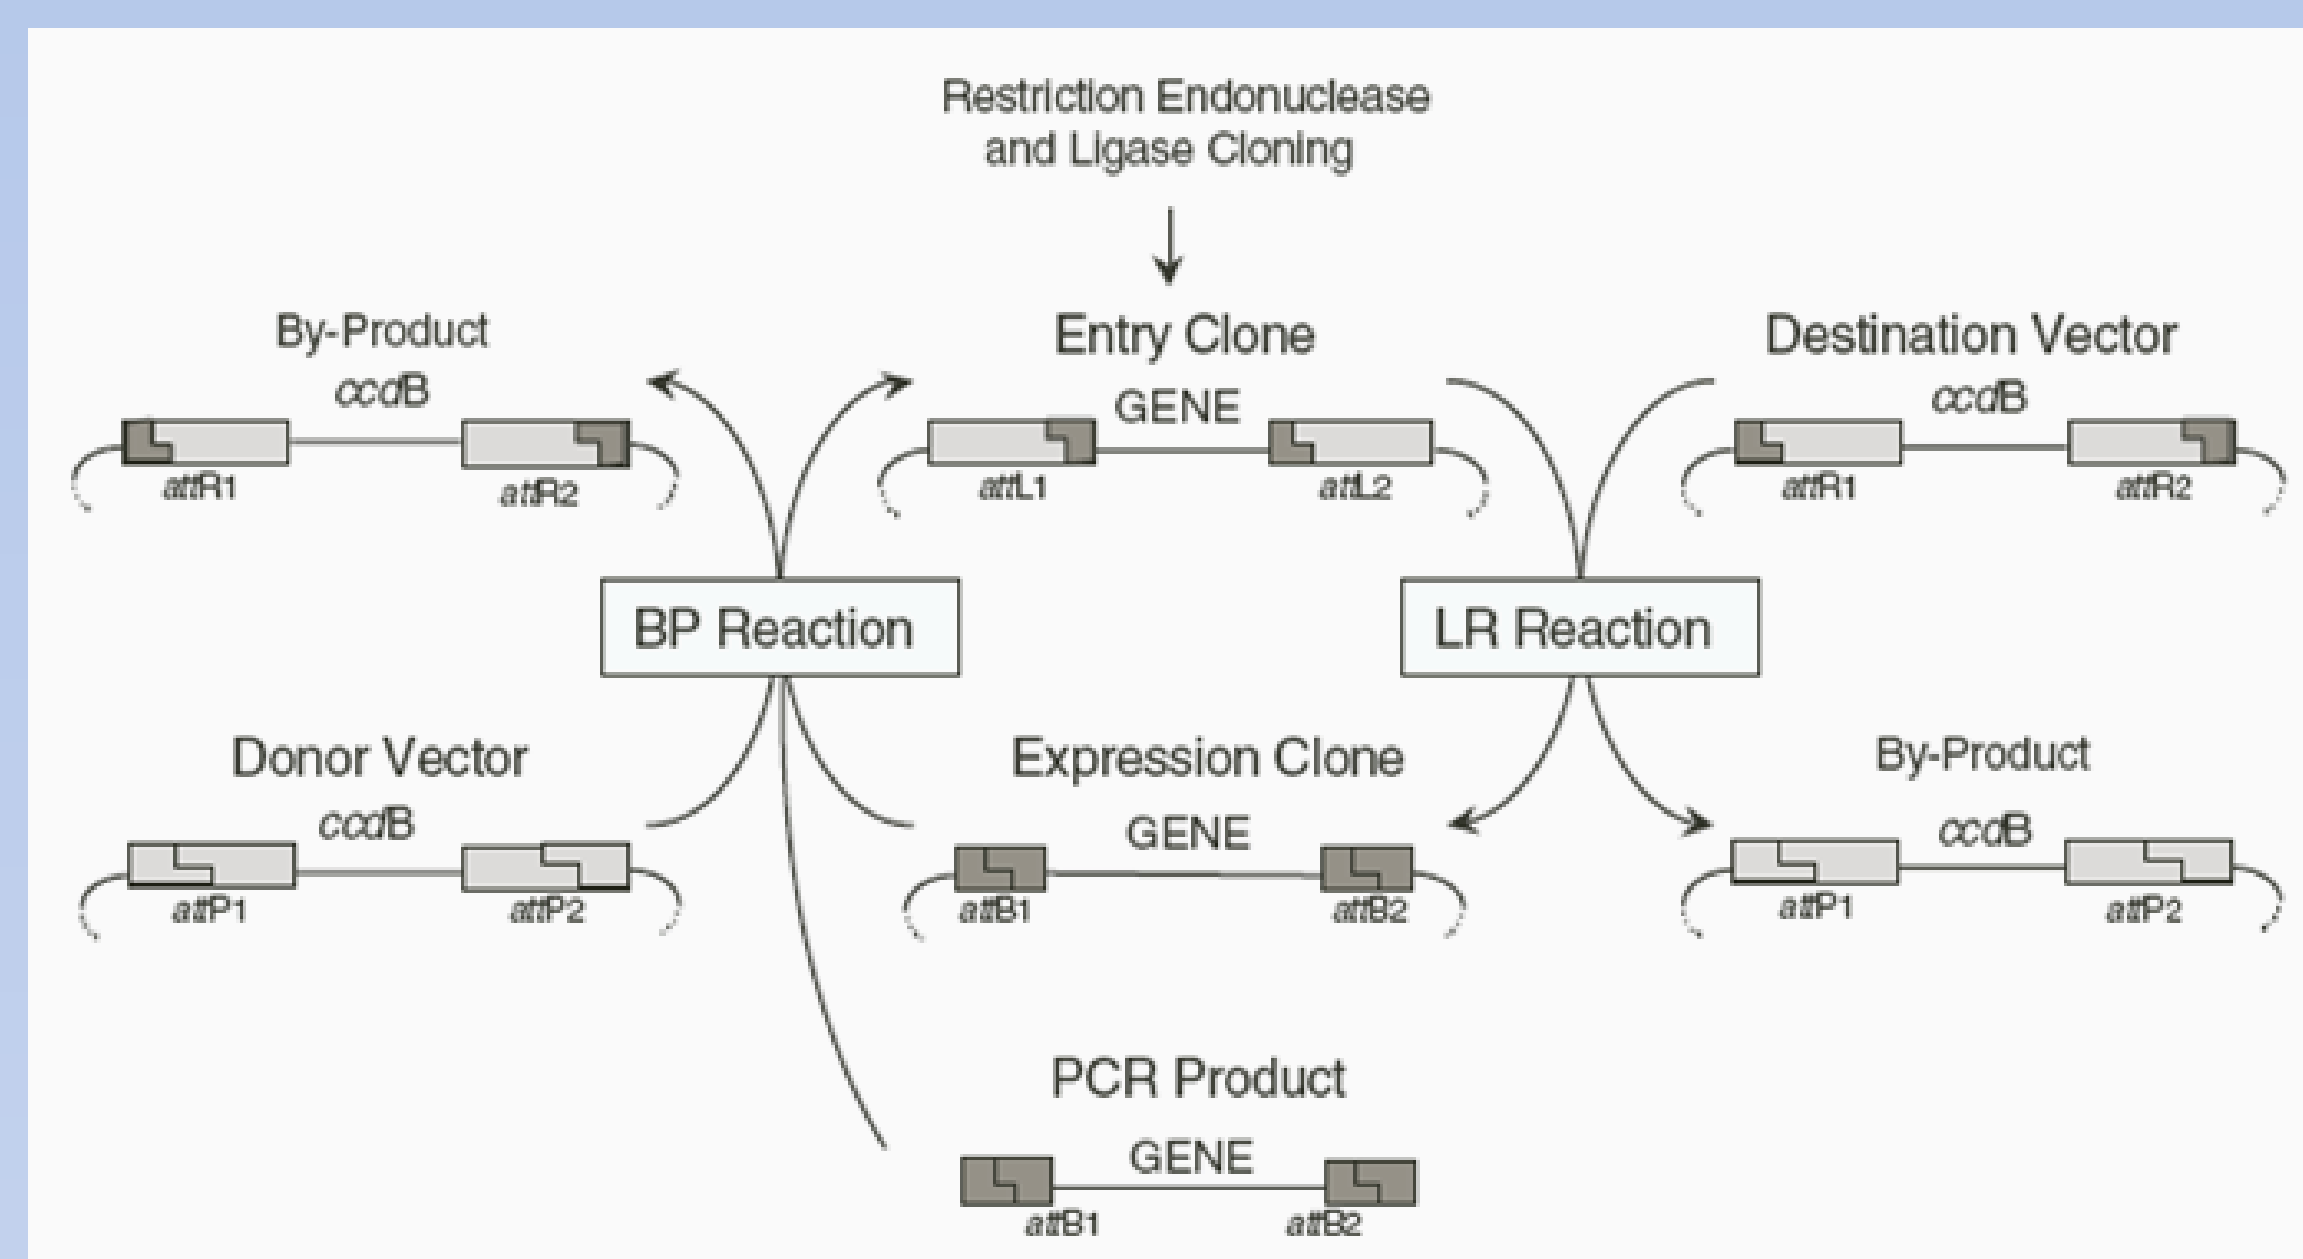 Restriction Endonuclease
and Ligase Cloning
By-Product
ccdB
attR1
attR2
Entry Clone
GENE
attL1
attL2
Destination Vector
ccdB
attR1
attR2
BP Reaction
LR Reaction
Donor Vector
ccdB
attP1
attP2
Expression Clone
GENE
attB1
attB2
By-Product
ccdB
attP1
attP2
PCR Product
GENE
attB1
attB2